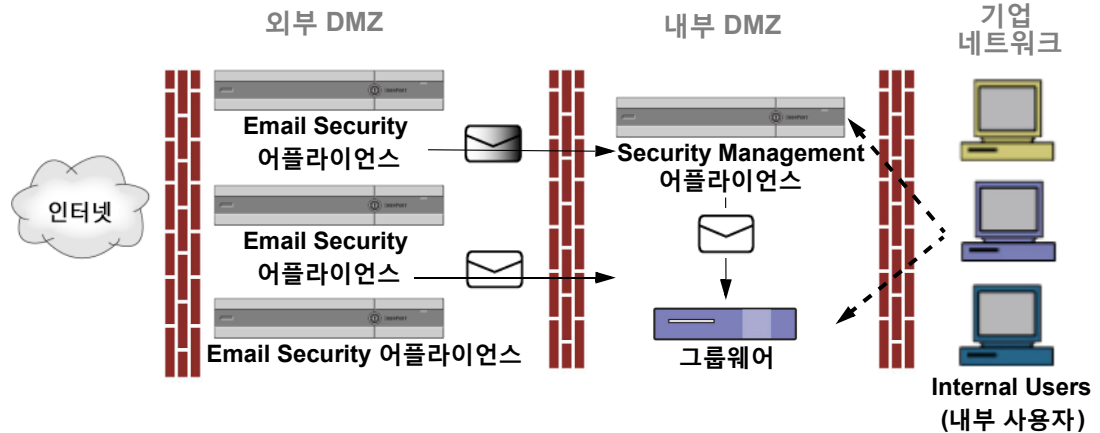 외부 DMZ
내부 DMZ
기업
네트워크
Email Security
어플라이언스
Security Management
어플라이언스
인터넷
Email Security
어플라이언스
Email Security 어플라이언스
그룹웨어
Internal Users
(내부 사용자)